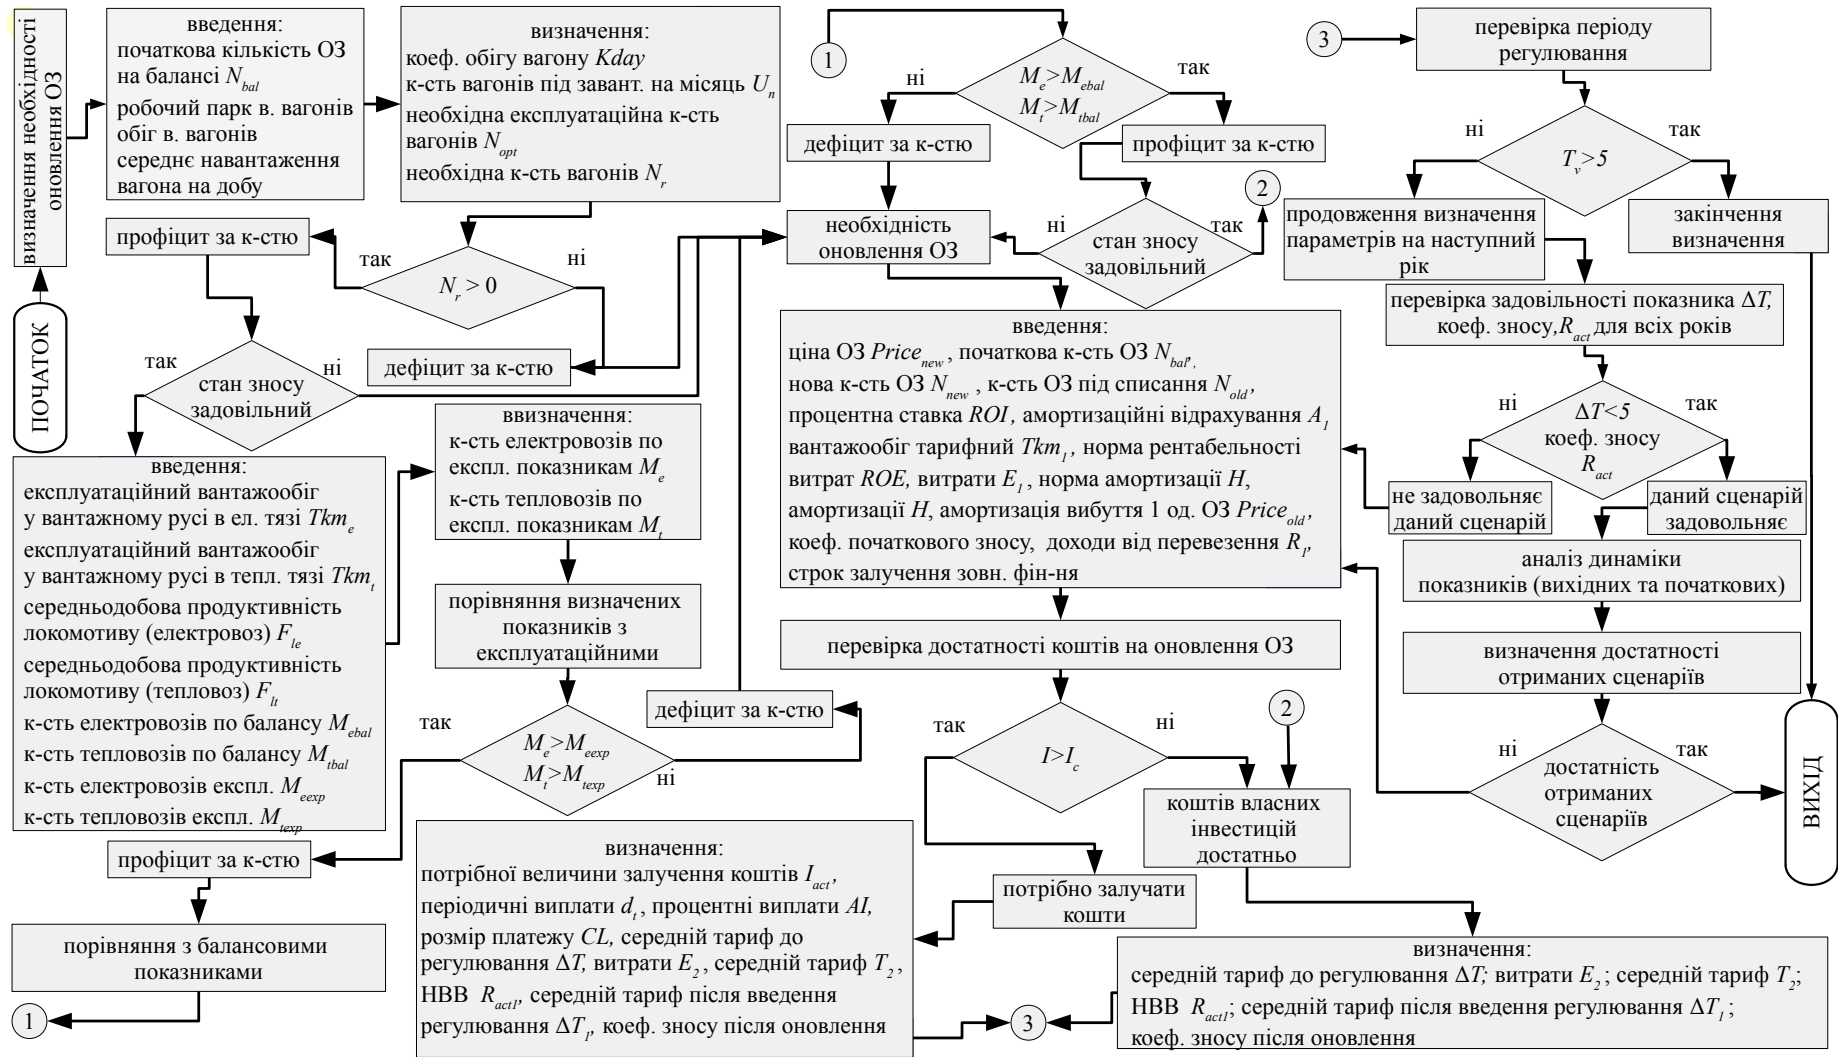 визначення необхідності
оновлення ОЗ
ПОЧАТОК
введення:
початкова кількість ОЗ
на балансі N_bal
робочий парк в. вагонів
обіг в. вагонів
середнє навантаження
вагона на добу
визначення:
коеф. обігу вагону Kday
к-сть вагонів під завант. на місяць U_n
необхідна експлуатаційна к-сть
вагонів N_opt
необхідна к-сть вагонів N_r
профіцит за к-стю
так
ні
N_r > 0
дефіцит за к-стю
так
ні
стан зносу
задовільний
введення:
експлуатаційний вантажообіг
у вантажному русі в ел. тязі Tkm_e
експлуатаційний вантажообіг
у вантажному русі в тепл. тязі Tkm_t
середньодобова продуктивність
локомотиву (електровоз) F_le
середньодобова продуктивність
локомотиву (тепловоз) F_lt
к-сть електровозів по балансу M_ebal
к-сть тепловозів по балансу M_tbal
к-сть електровозів експл. M_eexp
к-сть тепловозів експл. M_texp
ввизначення:
к-сть електровозів по
експл. показникам M_e
к-сть тепловозів по
експл. показникам M_t
порівняння визначених
показників з
експлуатаційними
дефіцит за к-стю
так
M_e>M_eexp
M_t>M_texp
ні
профіцит за к-стю
порівняння з балансовими
показниками
1
1
ні
так
M_e>M_ebal
M_t>M_tbal
дефіцит за к-стю
профіцит за к-стю
2
необхідність
оновлення ОЗ
ні
так
стан зносу
задовільний
введення:
ціна ОЗ Price_new, початкова к-сть ОЗ N_bal,
нова к-сть ОЗ N_new, к-сть ОЗ під списання N_old,
процентна ставка ROI, амортизаційні відрахування A_1
вантажообіг тарифний Tkm_1, норма рентабельності
витрат ROE, витрати E_1, норма амортизації H,
амортизації H, амортизація вибуття 1 од. ОЗ Price_old,
коеф. початкового зносу, доходи від перевезення R_1,
строк залучення зовн. фін-ня
перевірка достатності коштів на оновлення ОЗ
так
ні
I>I_c
2
коштів власних
інвестицій
достатньо
потрібно залучати
кошти
визначення:
потрібної величини залучення коштів I_act,
періодичні виплати d_t, процентні виплати AI,
розмір платежу CL, середній тариф до
регулювання ΔT, витрати E_2, середній тариф T_2,
НВВ R_act1, середній тариф після введення
регулювання ΔT_1, коеф. зносу після оновлення
3
визначення:
середній тариф до регулювання ΔT; витрати E_2; середній тариф T_2;
НВВ R_act1; середній тариф після введення регулювання ΔT_1;
коеф. зносу після оновлення
3
перевірка періоду
регулювання
ні
так
T_v>5
продовження визначення
параметрів на наступний
рік
закінчення
визначення
перевірка задовільності показника ΔT,
коеф. зносу,R_act для всіх років
ні
так
ΔT<5
коеф. зносу
R_act
не задовольняє
даний сценарій
даний сценарій
задовольняє
аналіз динаміки
показників (вихідних та початкових)
визначення достатності
отриманих сценаріїв
ні
так
достатність
отриманих
сценаріїв
ВИХІД